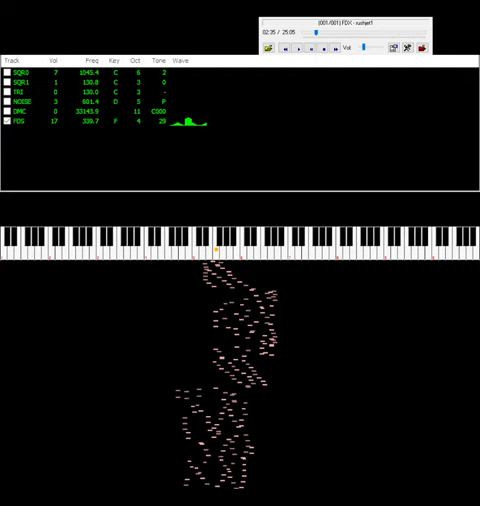 (001/001) FDX - rushjet1
02:35 / 25:05
Vol
Track Vol Freq Key Oct Tone Wave
SQR0 7 1045.4 C 6 2
SQR1 1 130.8 C 3 0
TRI 0 130.0 C 3 -
NOISE 3 601.4 D 5 P
DMC 0 33143.9 11 C000
FDS 17 339.7 F 4 29